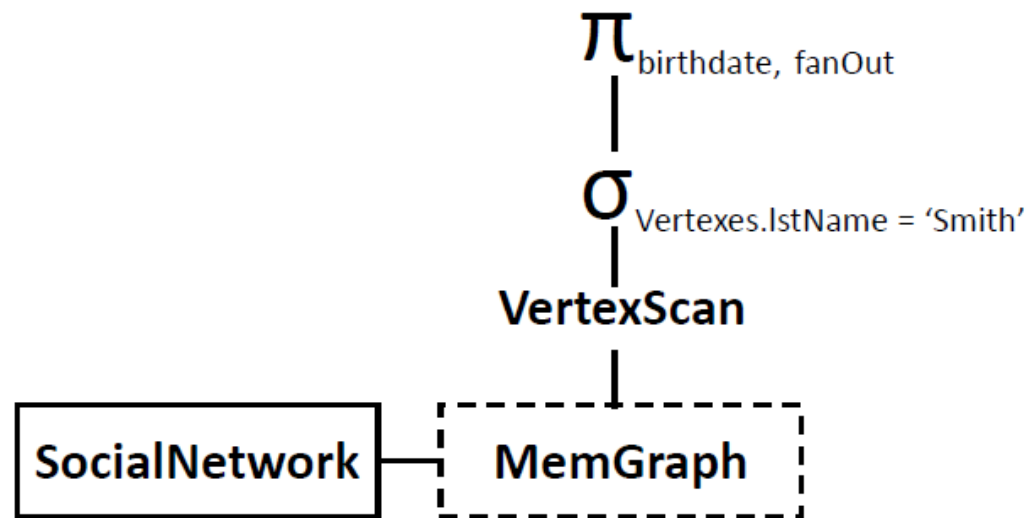 π birthdate, fanOut
σ Vertexes.lstName = ‘Smith’
VertexScan
SocialNetwork MemGraph